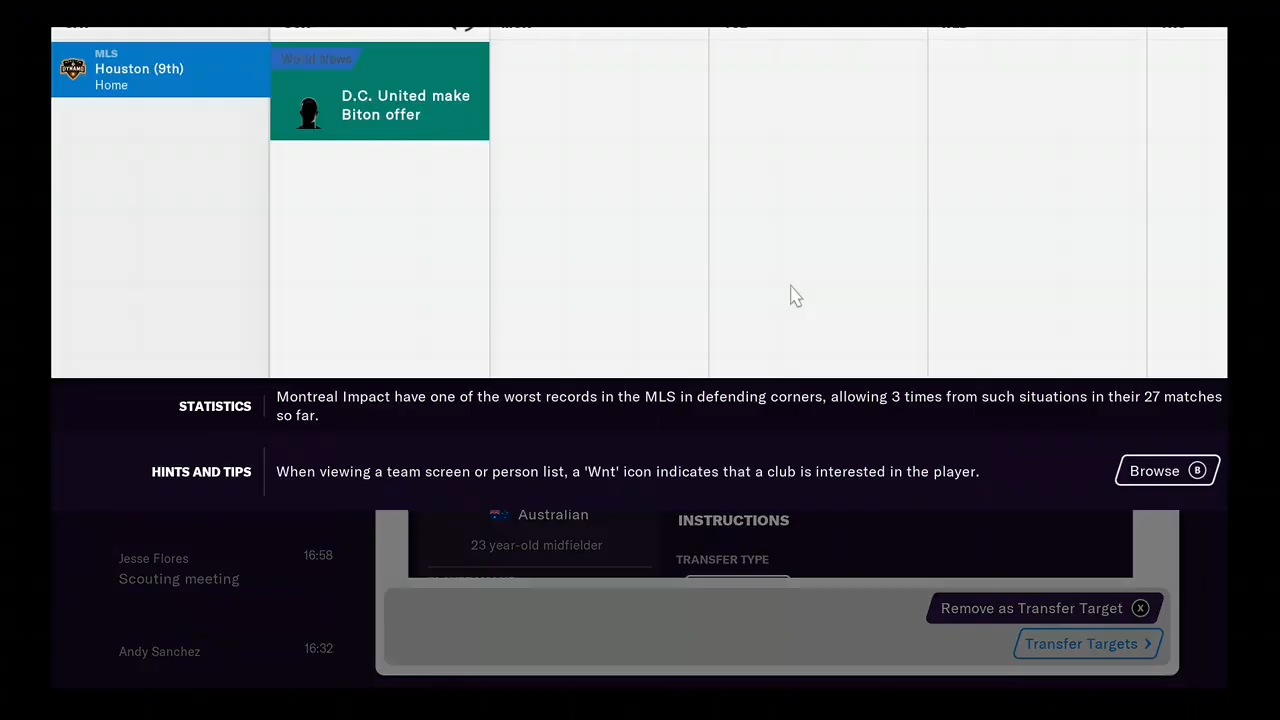 MLS
Houston (9th)
Home
World News
D.C. United make
Biton offer
STATISTICS
Montreal Impact have one of the worst records in the MLS in defending corners, allowing 3 times from such situations in their 27 matches
so far.
HINTS AND TIPS
When viewing a team screen or person list, a 'Wnt' icon indicates that a club is interested in the player.
Browse B
Australian
23 year-old midfielder
INSTRUCTIONS
TRANSFER TYPE
Jesse Flores
16:58
Scouting meeting
Andy Sanchez
16:32
Remove as Transfer Target X
Transfer Targets >